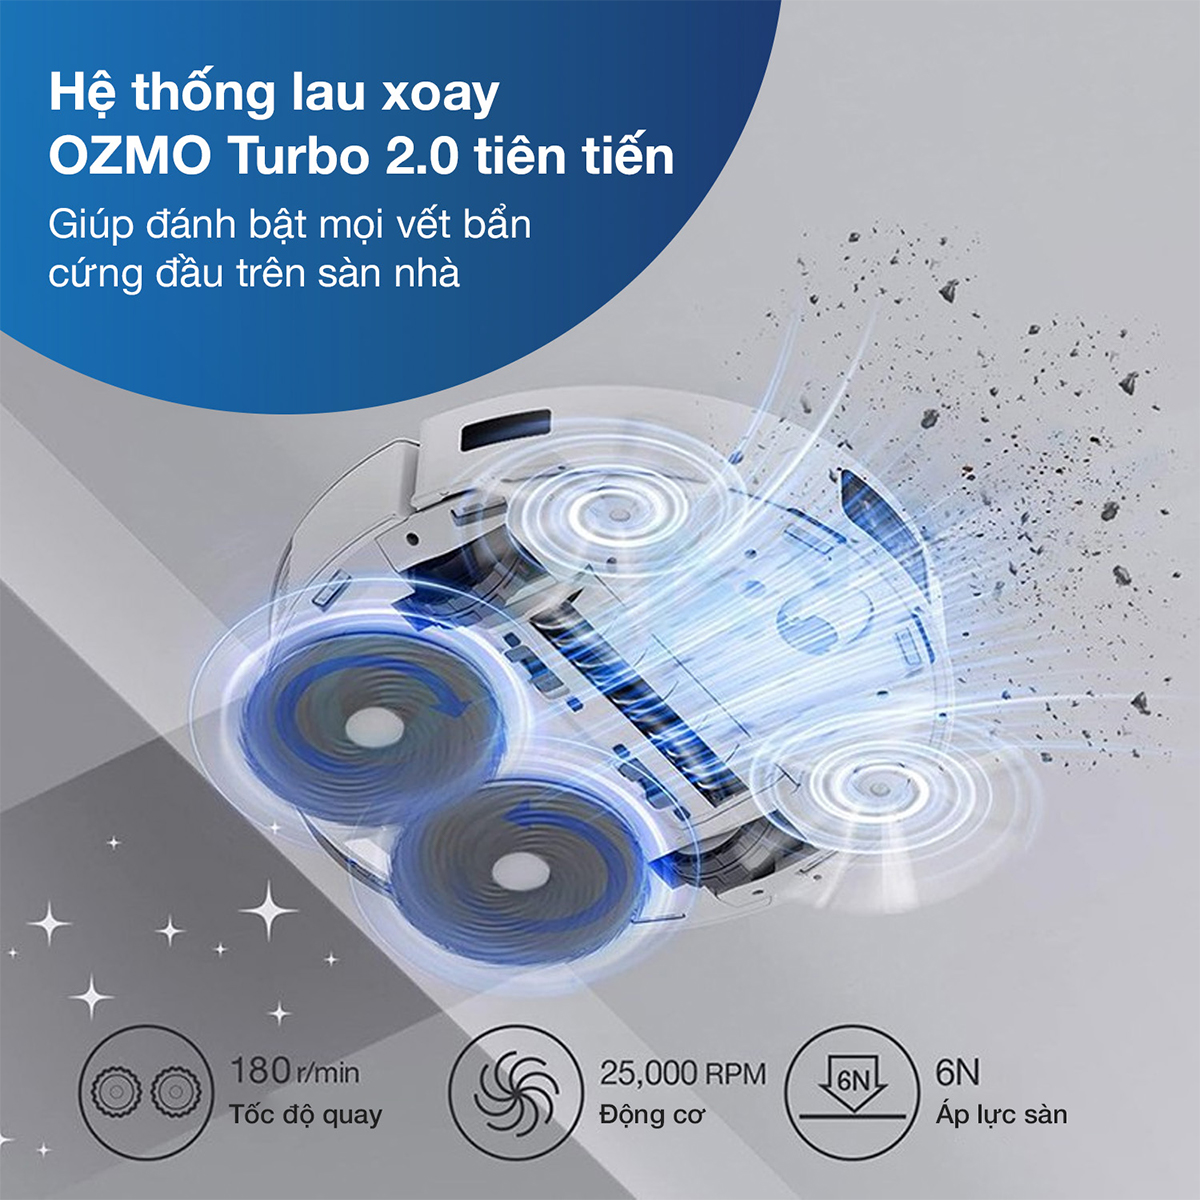 Hệ thống lau xoay
OZMO Turbo 2.0 tiên tiến
Giúp đánh bật mọi vết bẩn
cứng đầu trên sàn nhà
180 r/min
Tốc độ quay
25,000 RPM
Động cơ
6N
6N
Áp lực sàn